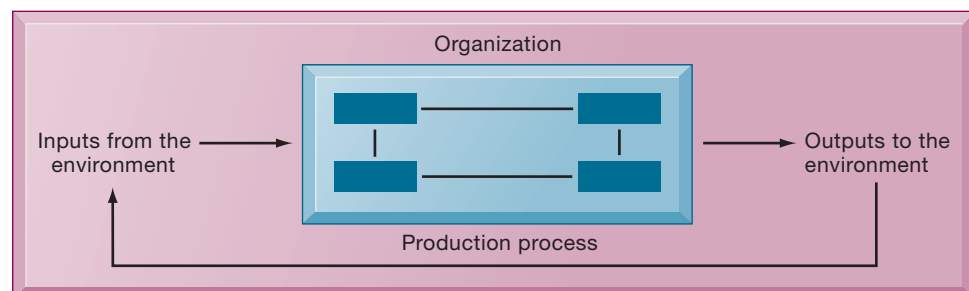 Organization
Inputs from the
environment
Outputs to the
environment
Production process